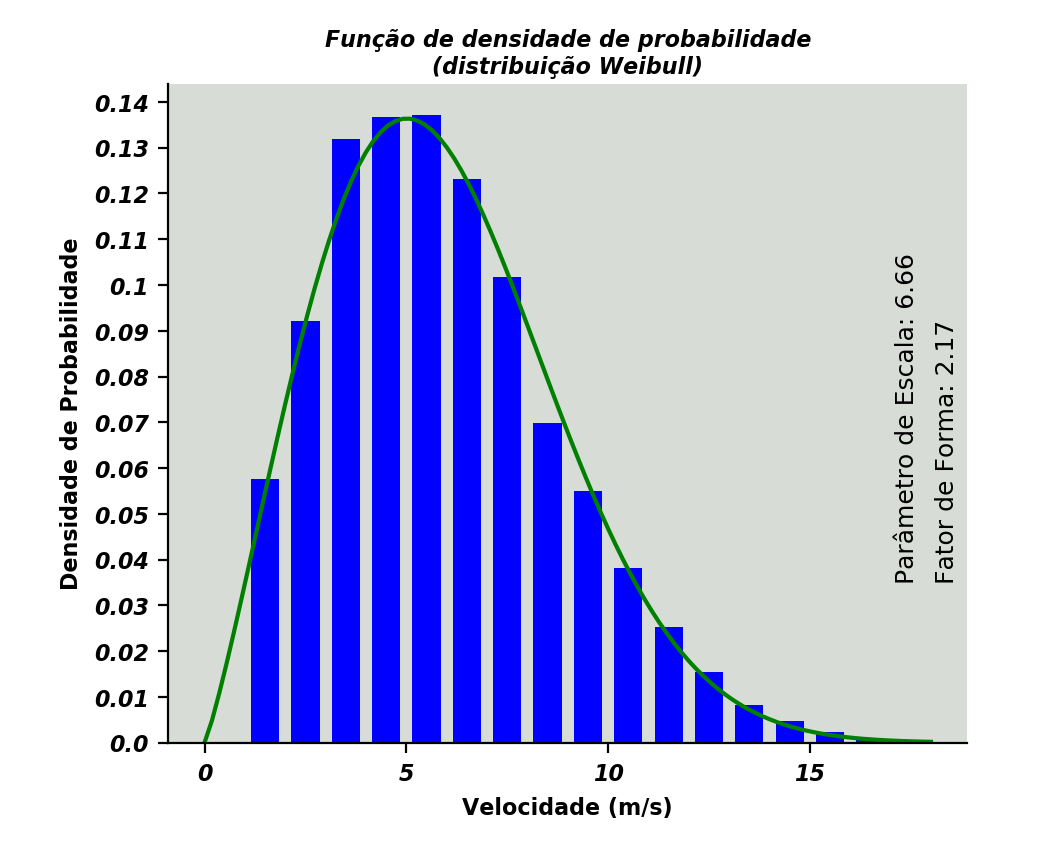 Função de densidade de probabilidade
(distribuição Weibull)
Densidade de Probabilidade
0.14
0.13
0.12
0.11
0.1
0.09
0.08
0.07
0.06
0.05
0.04
0.03
0.02
0.01
0.0
Parâmetro de Escala: 6.66
Fator de Forma: 2.17
0 5 10 15
Velocidade (m/s)